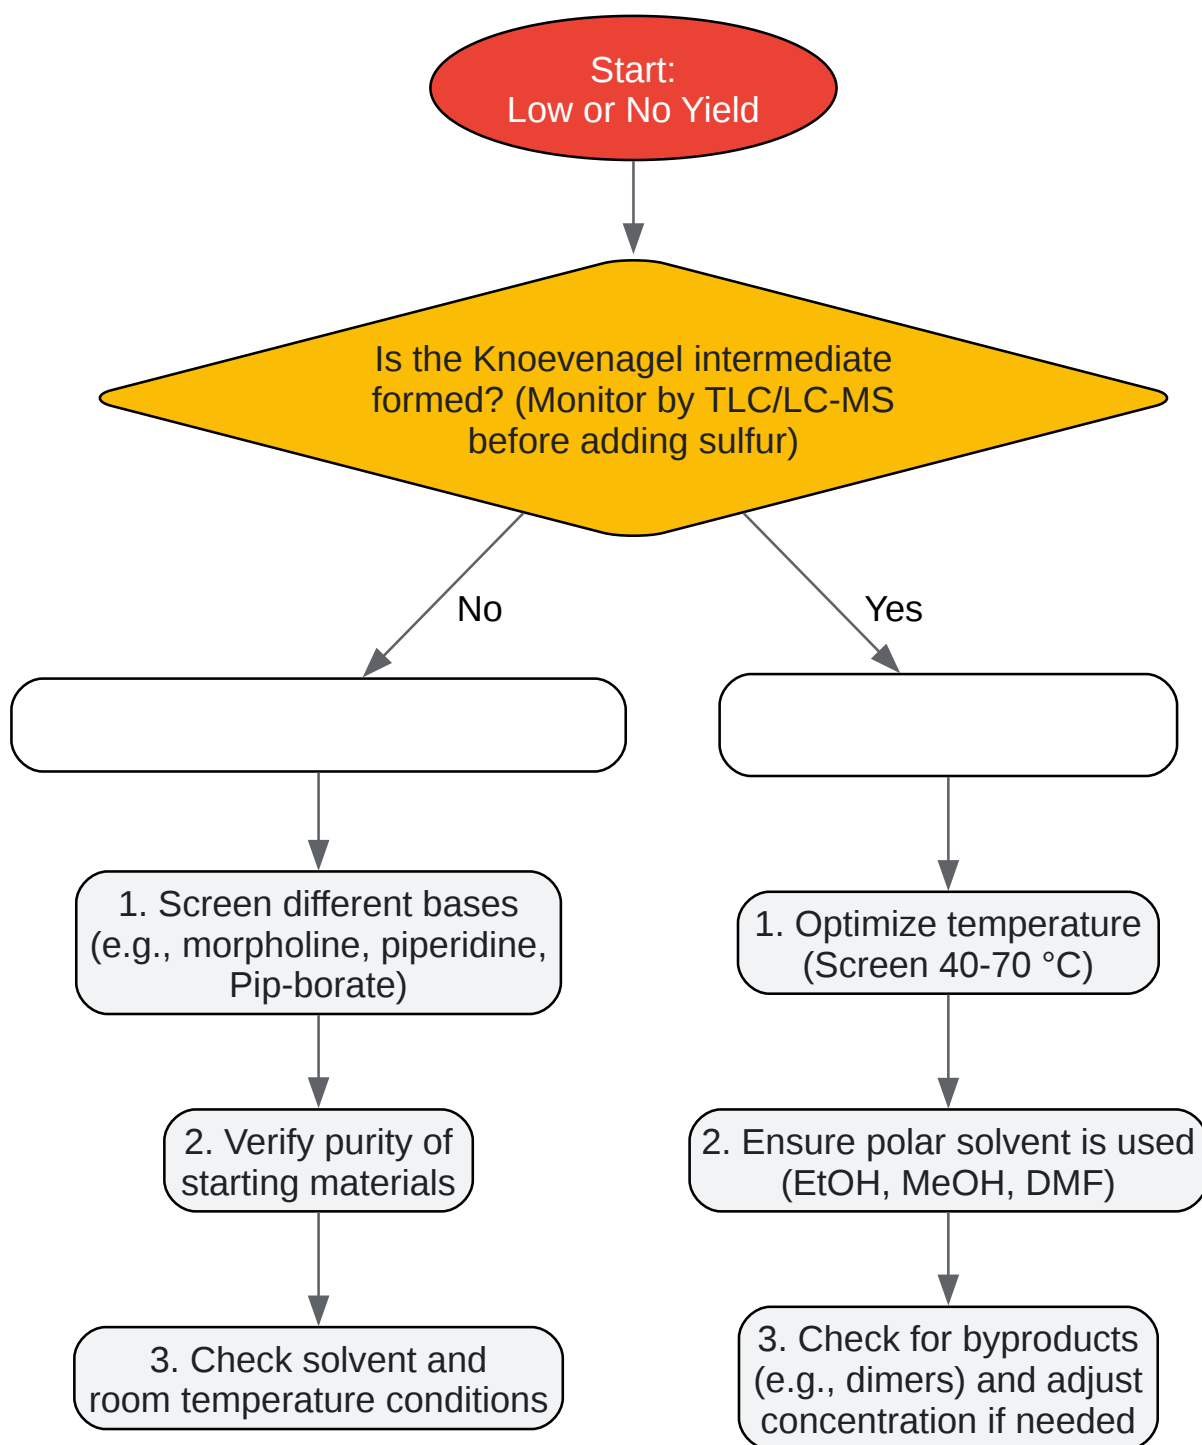 Start:
Low or No Yield
Is the Knoevenagel intermediate
formed? (Monitor by TLC/LC-MS
before adding sulfur)
No
Yes
1. Screen different bases
(e.g., morpholine, piperidine,
Pip-borate)
2. Verify purity of
starting materials
3. Check solvent and
room temperature conditions
1. Optimize temperature
(Screen 40-70 °C)
2. Ensure polar solvent is used
(EtOH, MeOH, DMF)
3. Check for byproducts
(e.g., dimers) and adjust
concentration if needed